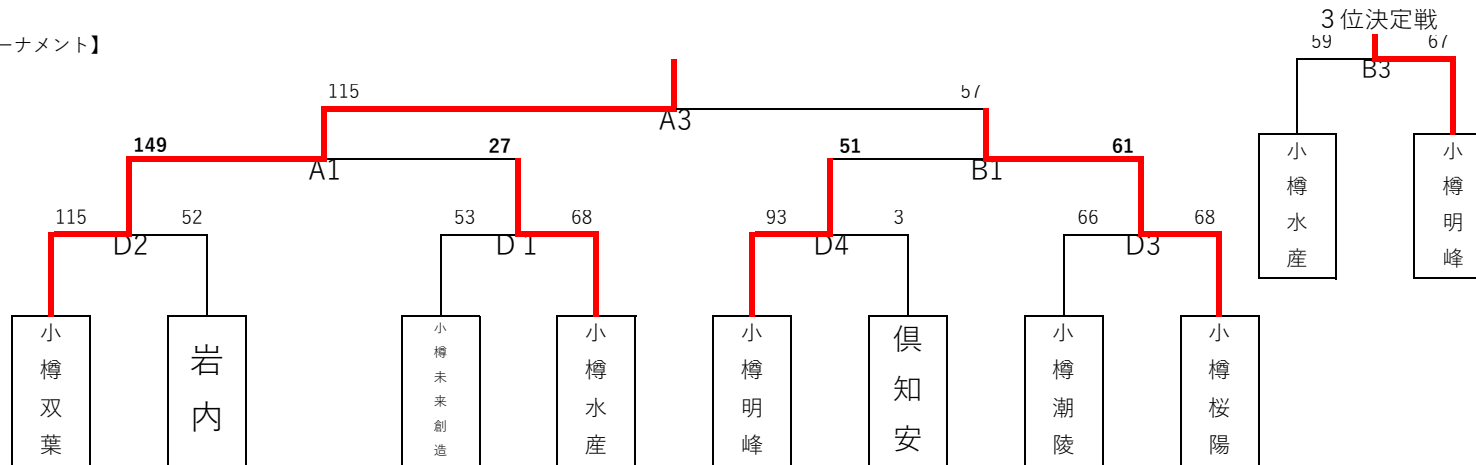 ーナメント】
３位決定戦
59 67
B3
115 57
A3
149 27 51 61
A1 B1
115 52 53 68 93 3 66 68
D2 D１ D4 D3
小樽水産
小樽明峰
小樽双葉
岩内
小樽未来創造
小樽水産
小樽明峰
倶知安
小樽潮陵
小樽桜陽